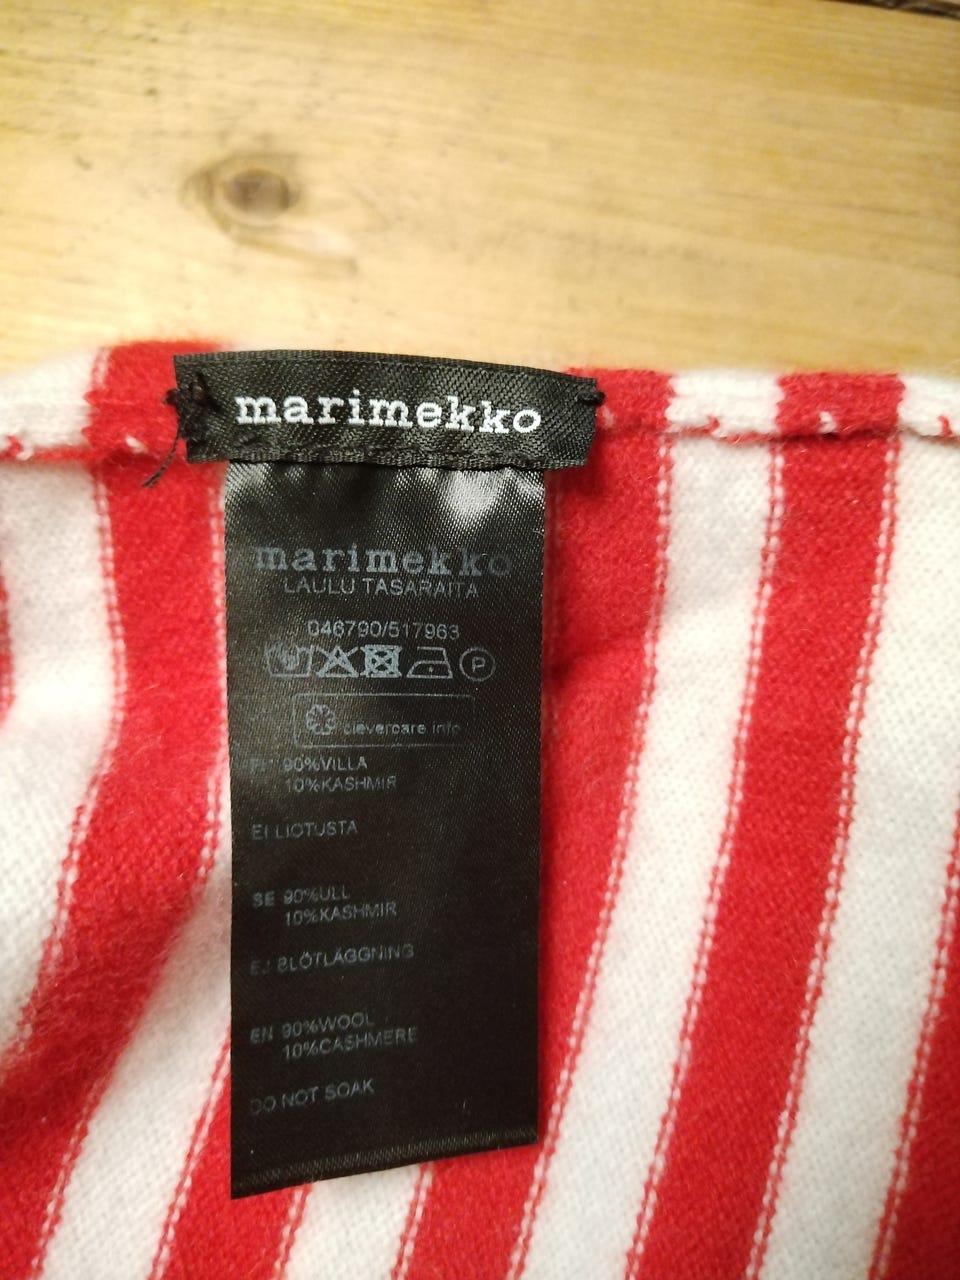 marimekko
marimekko
LAULU TASARAITA
046790/517963
P
clevercare.info
FI 90%VILLA
10%KASHMIR
EI LIOTUSTA
SE 90%ULL
10%KASHMIR
EJ BLÖTLÄGGNING
EN 90%WOOL
10%CASHMERE
DO NOT SOAK